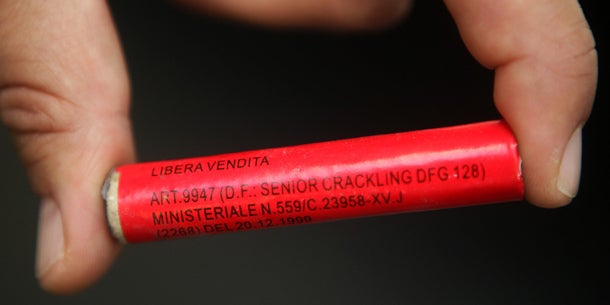 LIBERA VENDITA
ART.9947 (D.F.: SENIOR CRACKLING DFG.128)
MINISTERIALE N.559/C.23958-XV.J
(2268) DEL 20.12.1999